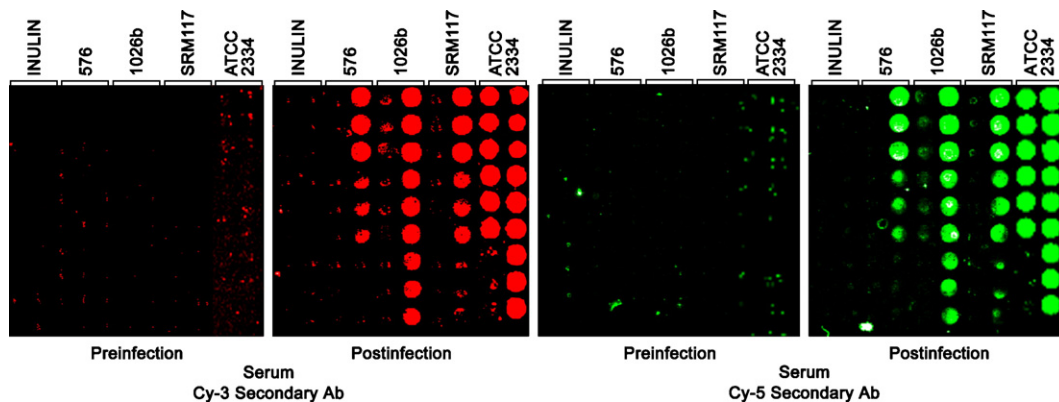 INULIN 576 1026b SRM117 ATCC 2334 INULIN 576 1026b SRM117 ATCC 2334 INULIN 576 1026b SRM117 ATCC 2334 INULIN 576 1026b SRM117 ATCC 2334
Preinfection Postinfection Preinfection Postinfection
Serum Serum
Cy-3 Secondary Ab Cy-5 Secondary Ab